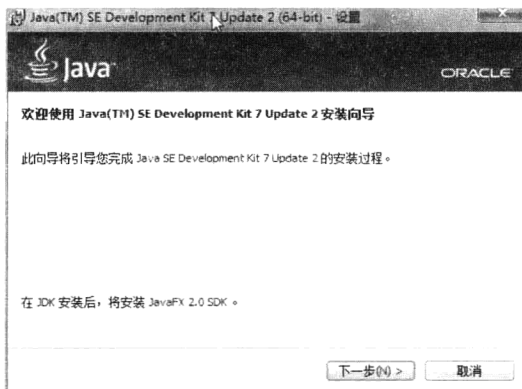 Java(TM) SE Development Kit 7 Update 2 (64-bit) - 设置
Java
ORACLE
欢迎使用 Java(TM) SE Development Kit 7 Update 2 安装向导
此向导将引导您完成 Java SE Development Kit 7 Update 2 的安装过程。
在 JDK 安装后，将安装 JavaFX 2.0 SDK。
下一步(N) >
取消